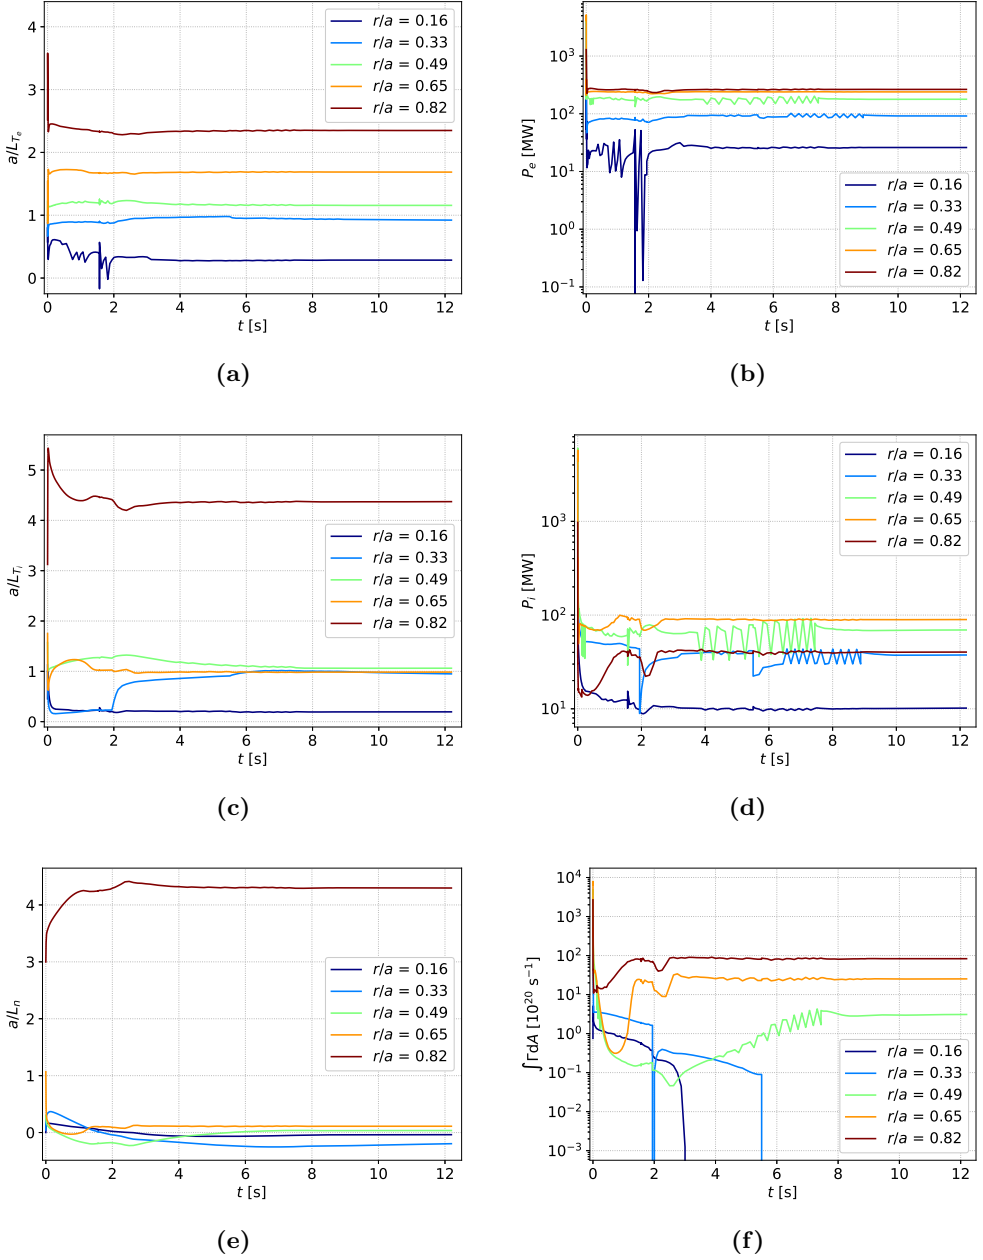 4
3
2
1
0
a/L_{T_e}
r/a = 0.16
r/a = 0.33
r/a = 0.49
r/a = 0.65
r/a = 0.82
0 2 4 6 8 10 12
t [s]
(a)
10^3
10^2
10^1
10^0
10^{-1}
P_e [MW]
r/a = 0.16
r/a = 0.33
r/a = 0.49
r/a = 0.65
r/a = 0.82
0 2 4 6 8 10 12
t [s]
(b)
5
4
3
2
1
0
a/L_{T_i}
r/a = 0.16
r/a = 0.33
r/a = 0.49
r/a = 0.65
r/a = 0.82
0 2 4 6 8 10 12
t [s]
(c)
10^3
10^2
10^1
P_i [MW]
r/a = 0.16
r/a = 0.33
r/a = 0.49
r/a = 0.65
r/a = 0.82
0 2 4 6 8 10 12
t [s]
(d)
4
3
2
1
0
a/L_n
r/a = 0.16
r/a = 0.33
r/a = 0.49
r/a = 0.65
r/a = 0.82
0 2 4 6 8 10 12
t [s]
(e)
10^4
10^3
10^2
10^1
10^0
10^{-1}
10^{-2}
10^{-3}
∫ΓdA [10^{20} s^{-1}]
r/a = 0.16
r/a = 0.33
r/a = 0.49
r/a = 0.65
r/a = 0.82
0 2 4 6 8 10 12
t [s]
(f)